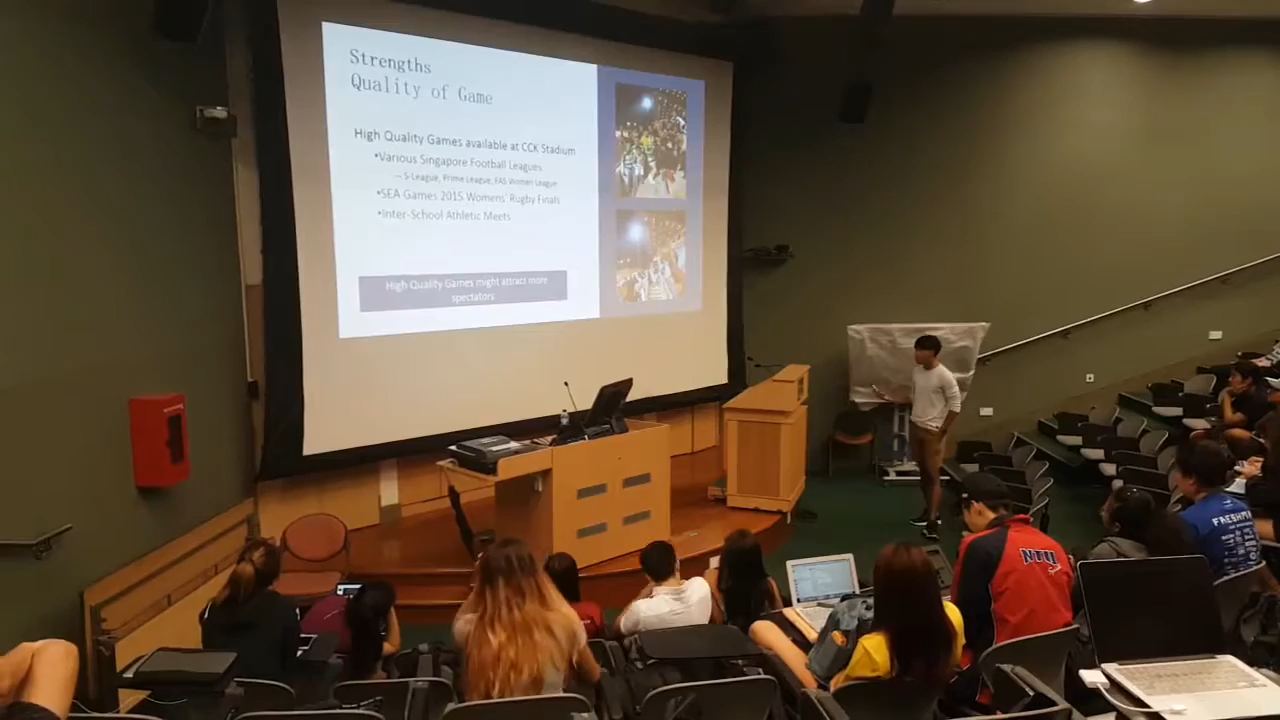 Strengths
Quality of Game
High Quality Games available at CCK Stadium
•Various Singapore Football Leagues
– S-League, Prime League, FAS Women League
•SEA Games 2015 Womens' Rugby Finals
•Inter-School Athletic Meets
High Quality Games might attract more
spectators
NTU
FRESHM